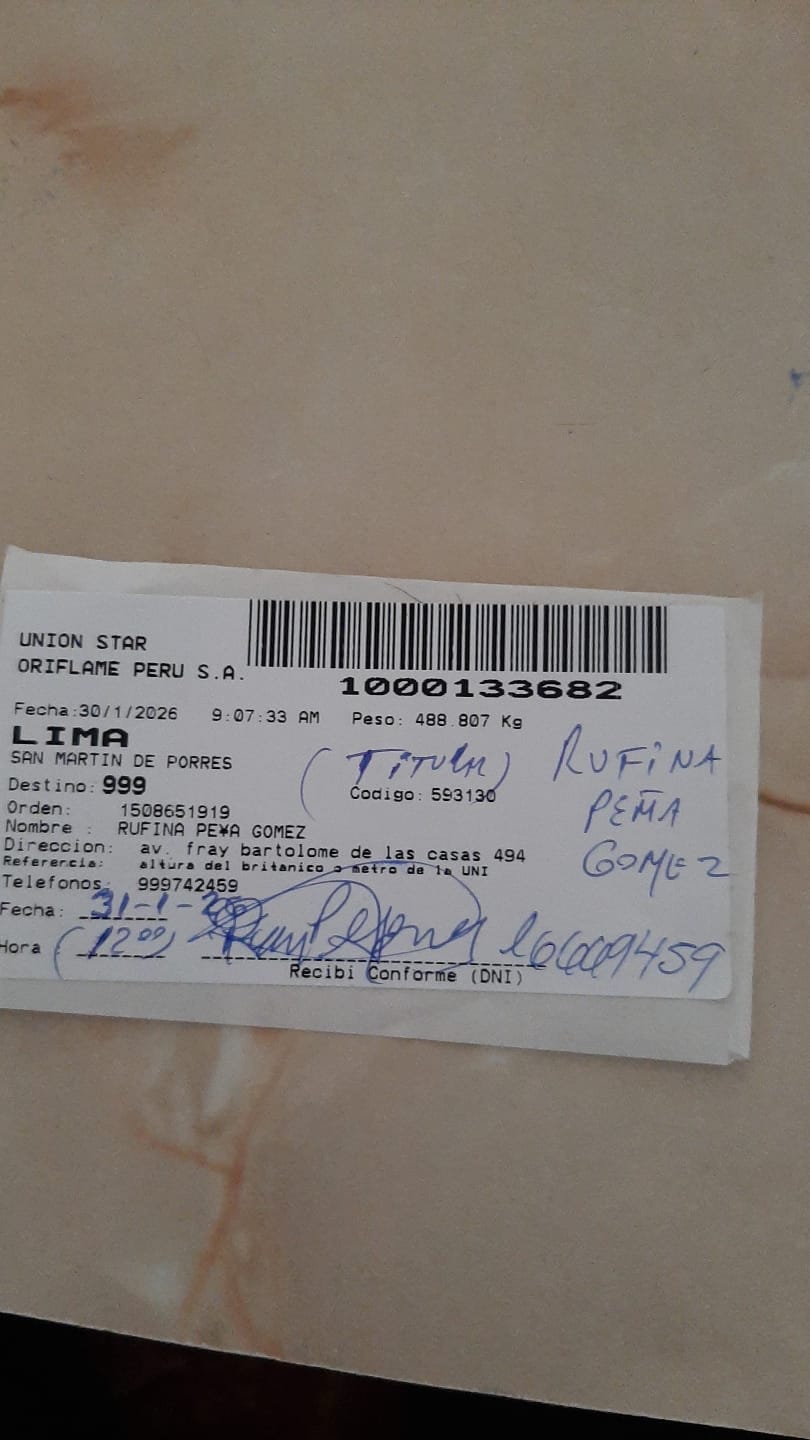 UNION STAR
ORIFLAME PERU S.A.
1000133682
Fecha:30/1/2026 9:07:33 AM Peso: 488.807 Kg
LIMA
SAN MARTIN DE PORRES
(TITULAR) RUFINA
Destino: 999 Codigo: 593130
PEÑA
Orden: 1508651919
Nombre : RUFINA PE¥A GOMEZ
GOMEZ
Direccion: av. fray bartolome de las casas 494
Referencia: altura del britanico o metro de la UNI
Telefonos: 999742459
Fecha: 31-1-26
Hora (12:00)
Recibi Conforme (DNI)